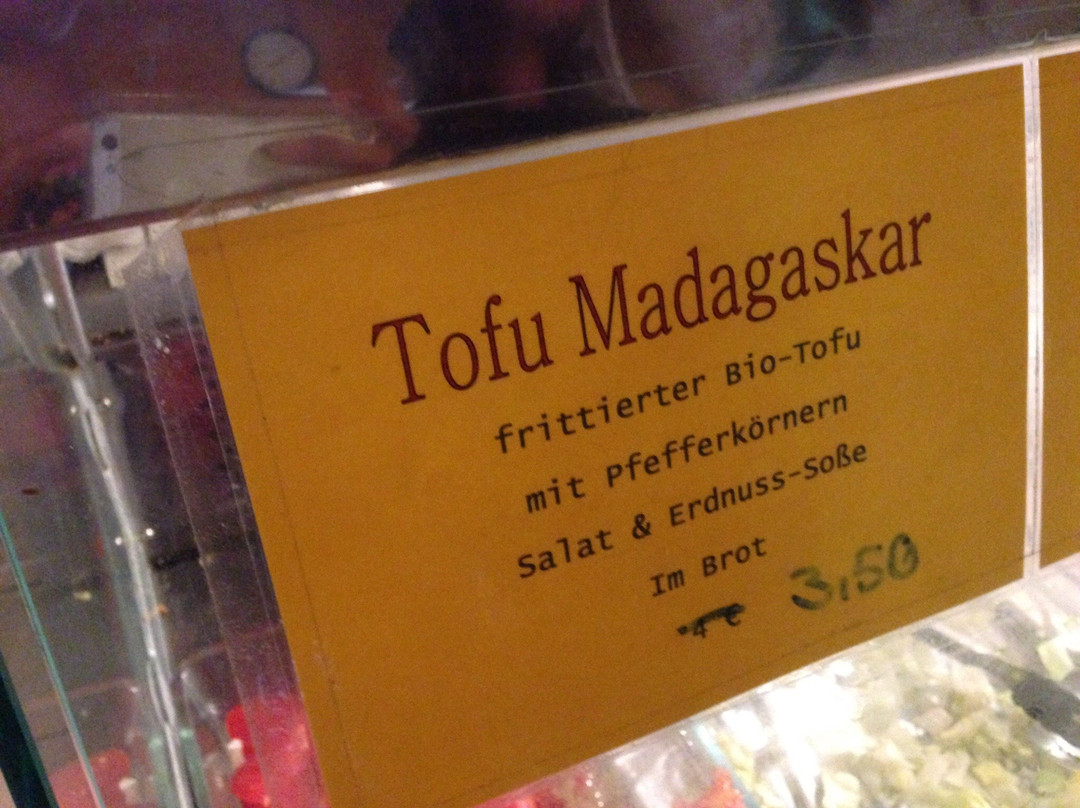 Tofu Madagaskar
frittierter Bio-Tofu
mit Pfefferkörnern
Salat & Erdnuss-Soße
Im Brot
4 € 3,50